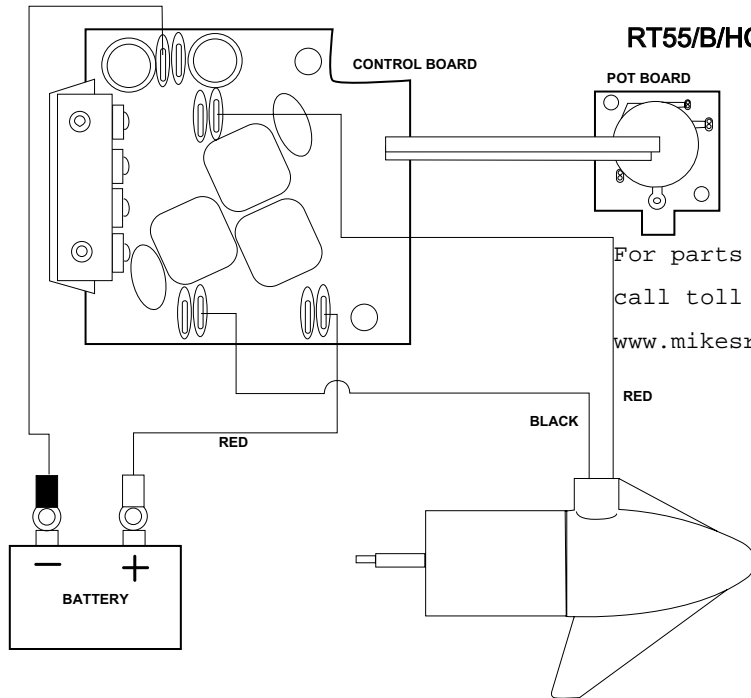 RT55/B/HC
CONTROL BOARD
POT BOARD
For parts
call toll
RED
BLACK
RED
− +
BATTERY